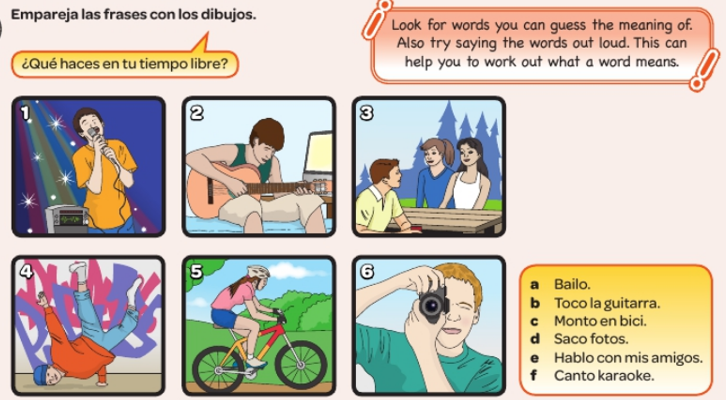 Empareja las frases con los dibujos.
¿Qué haces en tu tiempo libre?
Look for words you can guess the meaning of.
Also try saying the words out loud. This can
help you to work out what a word means.
1
2
3
4
5
6
a Bailo.
b Toco la guitarra.
c Monto en bici.
d Saco fotos.
e Hablo con mis amigos.
f Canto karaoke.